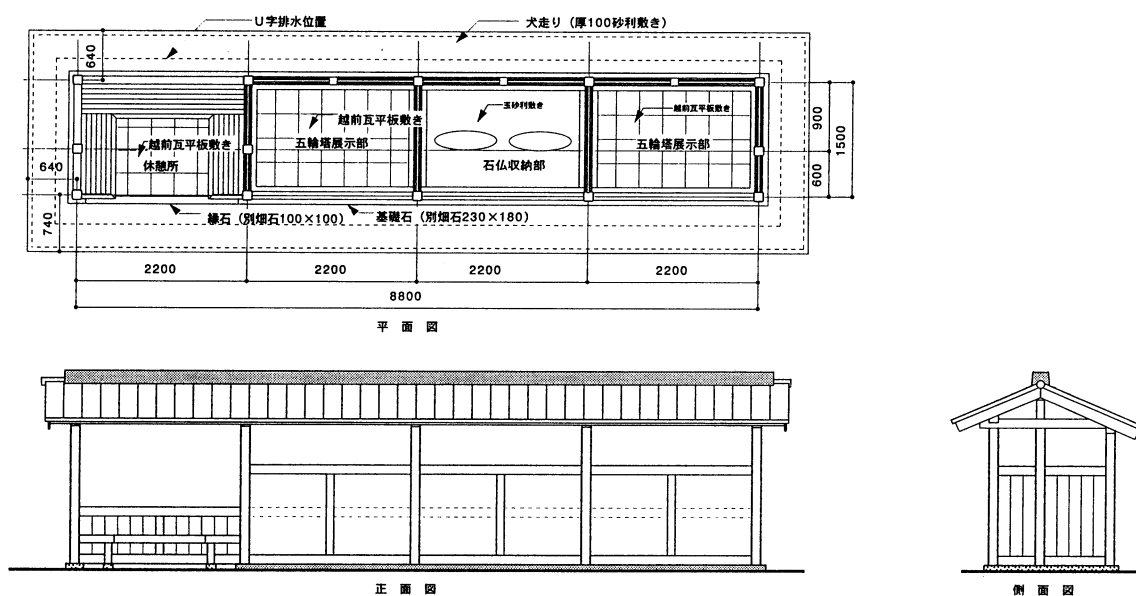 U字排水位置
犬走り（厚100砂利敷き）
640
越前瓦平板敷き
五輪塔展示部
玉砂利敷き
石仏収納部
越前瓦平板敷き
五輪塔展示部
越前瓦平板敷き
休憩所
640
740
900
600
1500
縁石（別畑石100×100）
基礎石（別畑石230×180）
2200
2200
2200
2200
8800
平面図
正面図
側面図